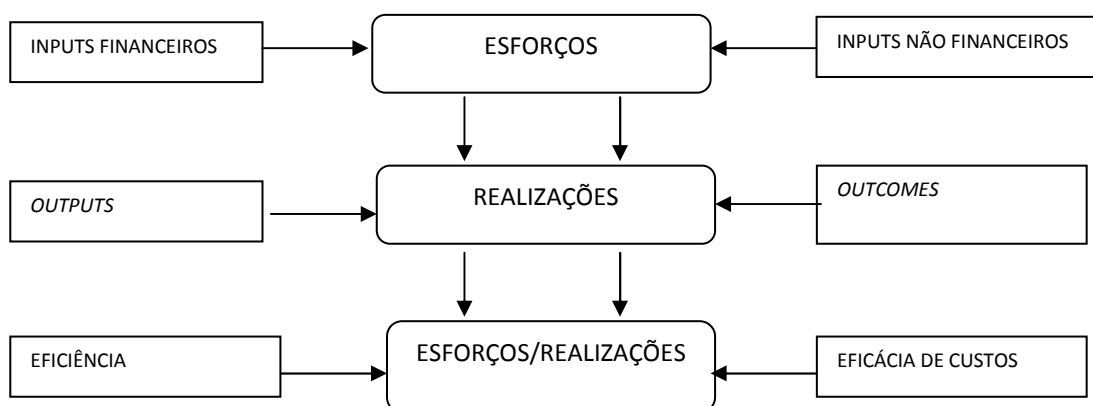 INPUTS FINANCEIROS
ESFORÇOS
INPUTS NÃO FINANCEIROS
OUTPUTS
REALIZAÇÕES
OUTCOMES
EFICIÊNCIA
ESFORÇOS/REALIZAÇÕES
EFICÁCIA DE CUSTOS